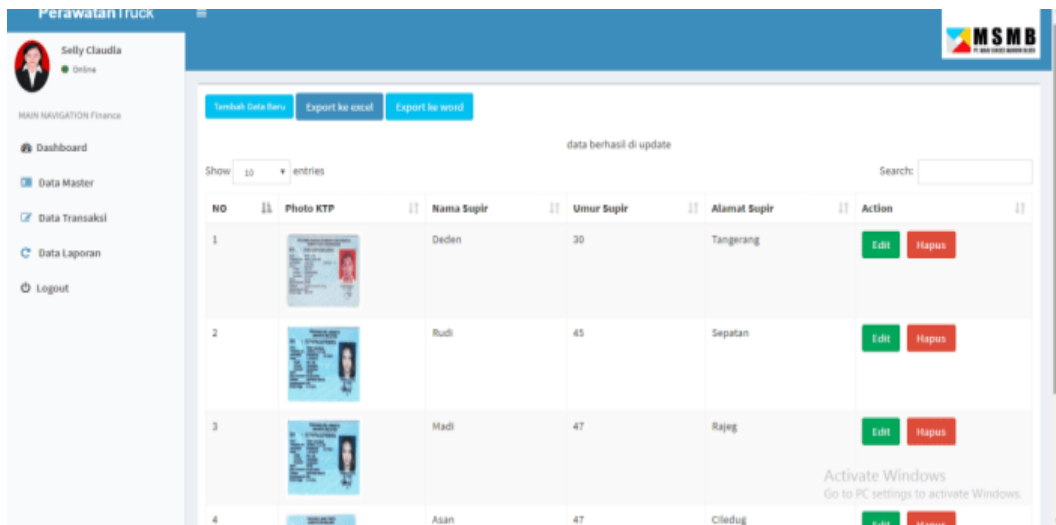 PerawatanTruck
MSMB
Selly Claudia
Online
MAIN NAVIGATION Finance
Dashboard
Data Master
Data Transaksi
Data Laporan
Logout
Tambah Data Baru Export ke excel Export ke word
data berhasil di update
Show 10 entries Search:
NO Photo KTP Nama Supir Umur Supir Alamat Supir Action
1 Deden 30 Tangerang Edit Hapus
2 Rudi 45 Sepatan Edit Hapus
3 Madi 47 Rajeg Edit Hapus
Activate Windows
Go to PC settings to activate Windows.
4 Asan 47 Ciledug Edit Hapus